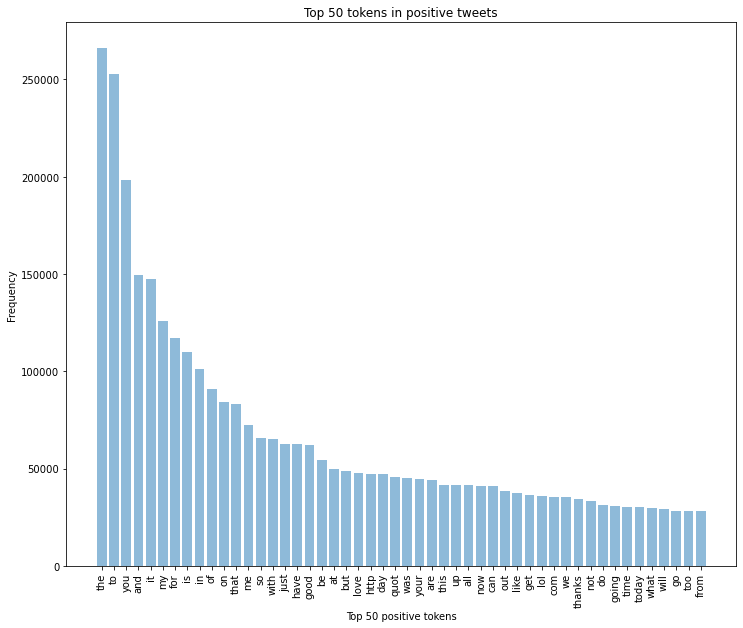 Top 50 tokens in positive tweets
Frequency
250000
200000
150000
100000
50000
0
the
to
you
and
it
my
for
is
in
of
on
that
me
so
with
just
have
good
be
at
but
love
http
day
quot
was
your
are
this
up
all
now
can
out
like
get
lol
com
we
thanks
not
do
going
time
today
what
will
go
too
from
Top 50 positive tokens